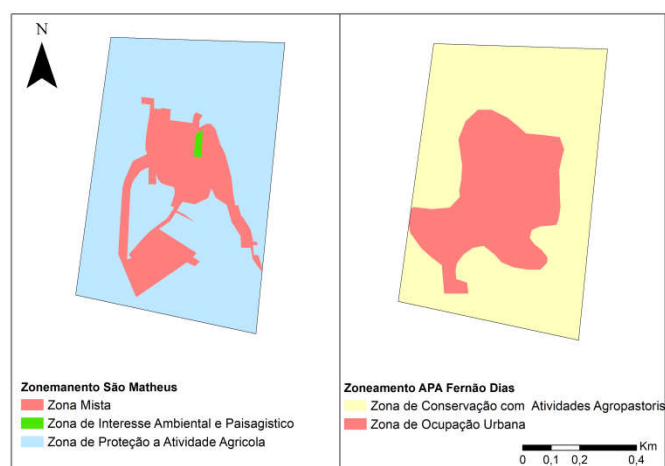 N
Zonemanento São Matheus
Zona Mista
Zona de Interesse Ambiental e Paisagistico
Zona de Proteção a Atividade Agricola
Zoneamento APA Fernão Dias
Zona de Conservação com Atividades Agropastoris
Zona de Ocupação Urbana
Km
0 0,1 0,2 0,4